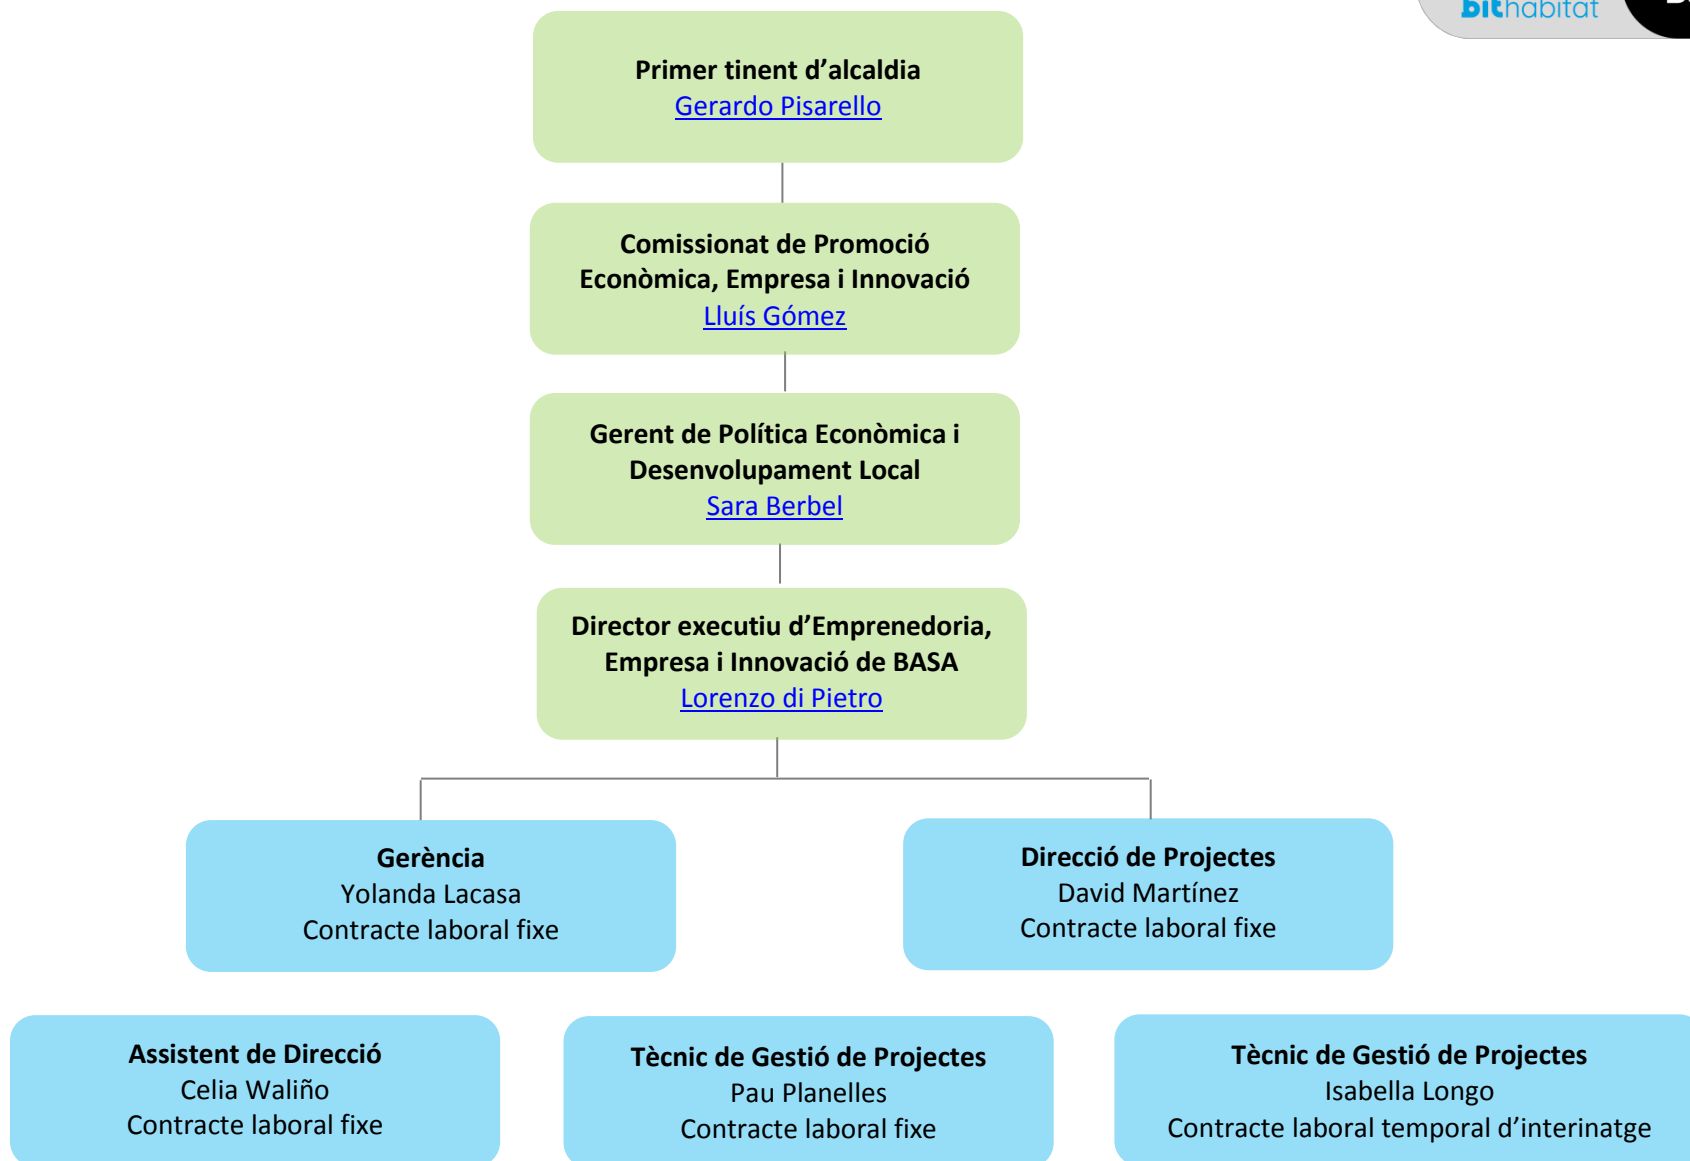 bithabitat
Primer tinent d’alcaldia
Gerardo Pisarello
Comissionat de Promoció
Econòmica, Empresa i Innovació
Lluís Gómez
Gerent de Política Econòmica i
Desenvolupament Local
Sara Berbel
Director executiu d’Emprenedoria,
Empresa i Innovació de BASA
Lorenzo di Pietro
Gerència
Yolanda Lacasa
Contracte laboral fixe
Direcció de Projectes
David Martínez
Contracte laboral fixe
Assistent de Direcció
Celia Waliño
Contracte laboral fixe
Tècnic de Gestió de Projectes
Pau Planelles
Contracte laboral fixe
Tècnic de Gestió de Projectes
Isabella Longo
Contracte laboral temporal d’interinatge